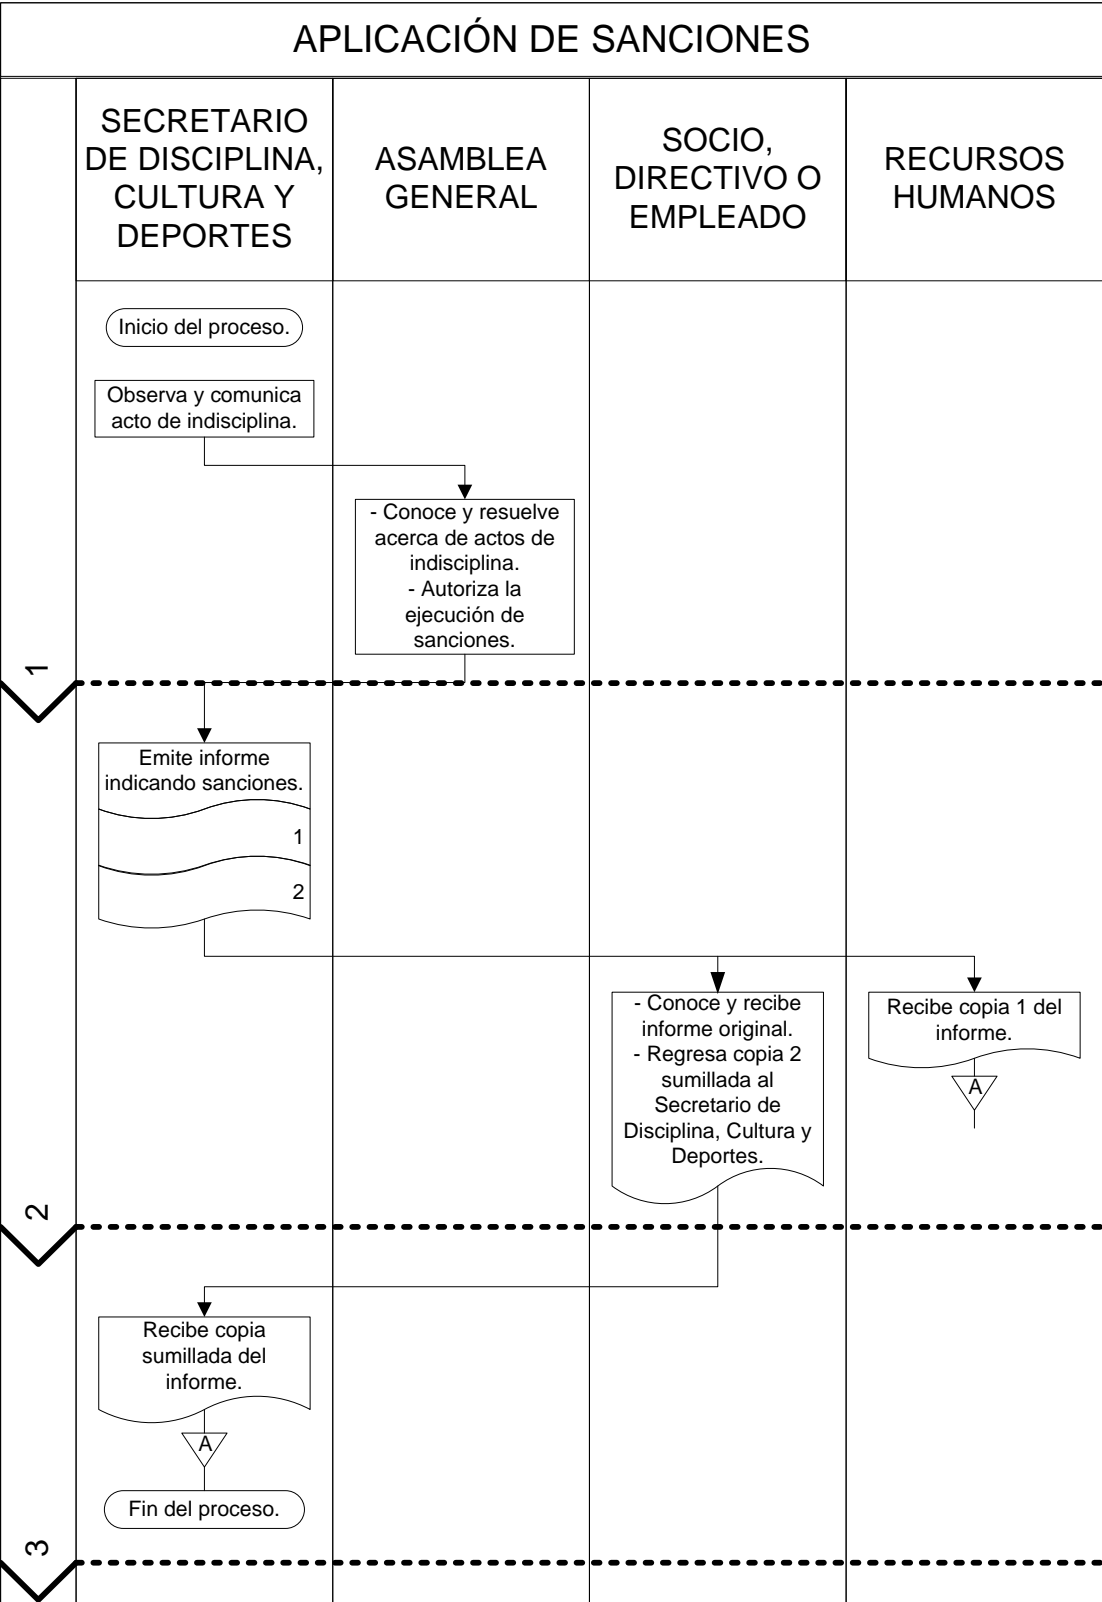 APLICACIÓN DE SANCIONES
SECRETARIO
DE DISCIPLINA,
CULTURA Y
DEPORTES
ASAMBLEA
GENERAL
SOCIO,
DIRECTIVO O
EMPLEADO
RECURSOS
HUMANOS
Inicio del proceso.
Observa y comunica
acto de indisciplina.
- Conoce y resuelve
acerca de actos de
indisciplina.
- Autoriza la
ejecución de
sanciones.
1
Emite informe
indicando sanciones.
1
2
- Conoce y recibe
informe original.
- Regresa copia 2
sumillada al
Secretario de
Disciplina, Cultura y
Deportes.
Recibe copia 1 del
informe.
A
2
Recibe copia
sumillada del
informe.
A
Fin del proceso.
3